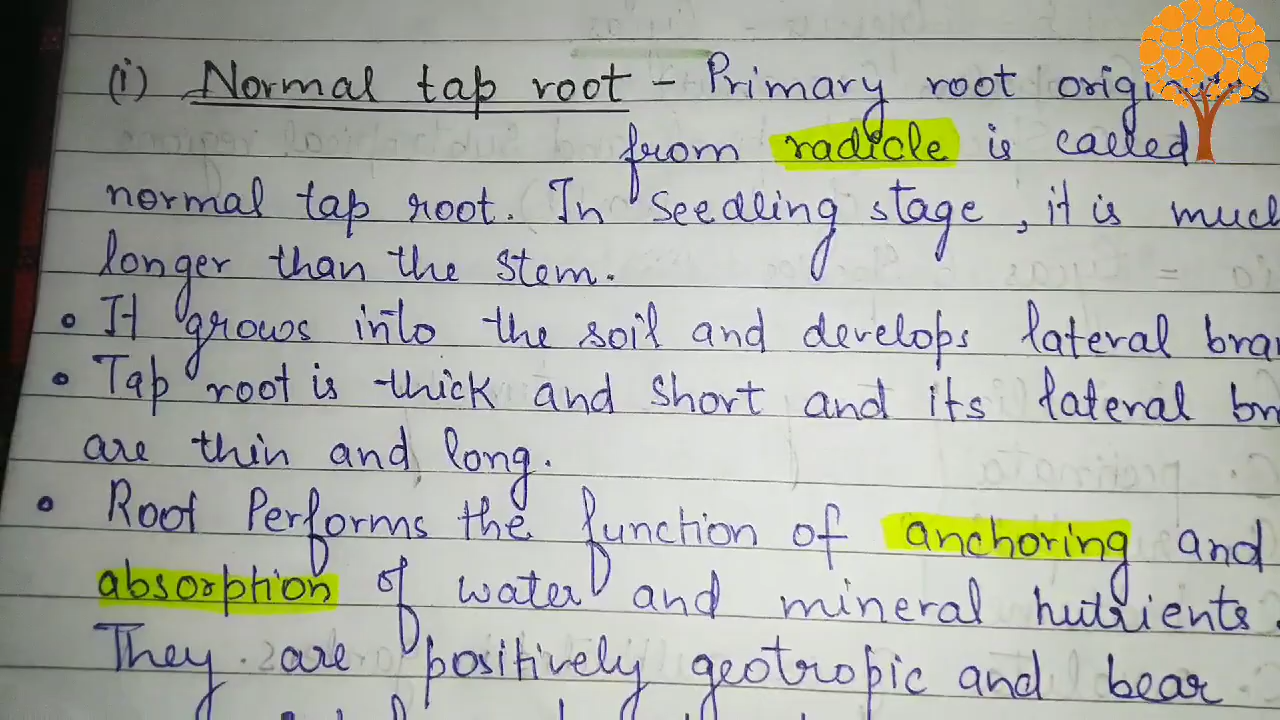 (i) Normal tap root - Primary root originates
from radicle is called
normal tap root. In seedling stage, it is much
longer than the stem.
• It grows into the soil and develops lateral
• Tap root is thick and short and its lateral
are thin and long.
• Root Performs the function of anchoring and
absorption of water and mineral nutrients.
They are positively geotropic and bear